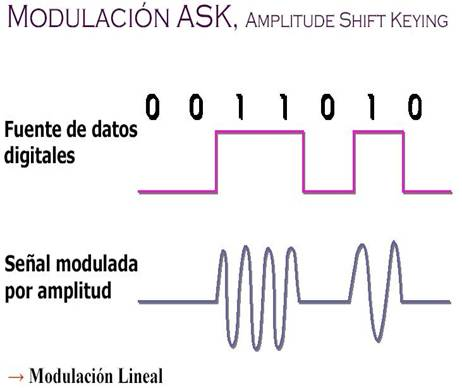 MODULACIÓN ASK, AMPLITUDE SHIFT KEYING
0 0 1 1 0 1 0
Fuente de datos
digitales
Señal modulada
por amplitud
→ Modulación Lineal